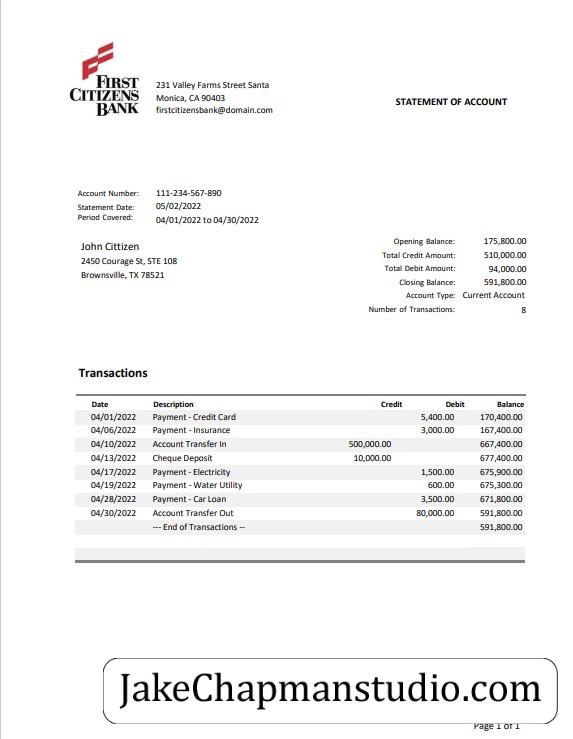 FIRST
CITIZENS
BANK
231 Valley Farms Street Santa
Monica, CA 90403
firstcitizensbank@domain.com
STATEMENT OF ACCOUNT
Account Number: 111-234-567-890
Statement Date: 05/02/2022
Period Covered: 04/01/2022 to 04/30/2022
John Cittizen
2450 Courage St, STE 108
Brownsville, TX 78521
Opening Balance: 175,800.00
Total Credit Amount: 510,000.00
Total Debit Amount: 94,000.00
Closing Balance: 591,800.00
Account Type: Current Account
Number of Transactions: 8
Transactions
Date Description Credit Debit Balance
04/01/2022 Payment - Credit Card 5,400.00 170,400.00
04/06/2022 Payment - Insurance 3,000.00 167,400.00
04/10/2022 Account Transfer In 500,000.00 667,400.00
04/13/2022 Cheque Deposit 10,000.00 677,400.00
04/17/2022 Payment - Electricity 1,500.00 675,900.00
04/19/2022 Payment - Water Utility 600.00 675,300.00
04/28/2022 Payment - Car Loan 3,500.00 671,800.00
04/30/2022 Account Transfer Out 80,000.00 591,800.00
--- End of Transactions -- 591,800.00
JakeChapmanstudio.com
Page 1 of 1